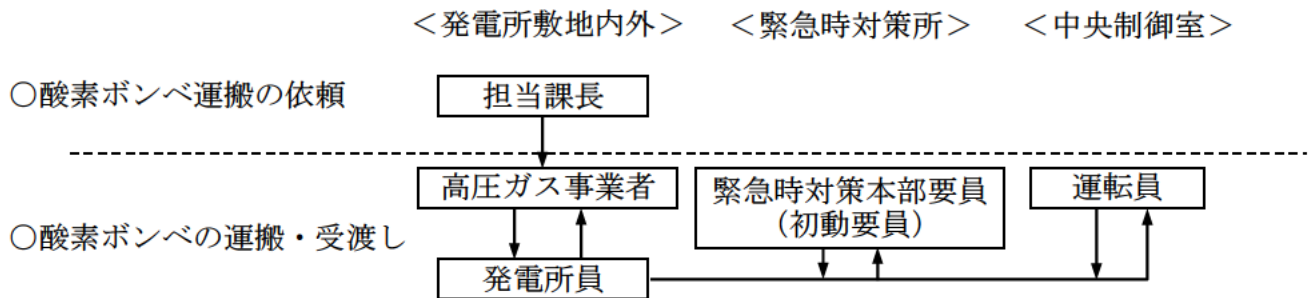 ＜発電所敷地内外＞ ＜緊急時対策所＞ ＜中央制御室＞
○酸素ボンベ運搬の依頼 担当課長
高圧ガス事業者 緊急時対策本部要員 運転員
（初動要員）
○酸素ボンベの運搬・受渡し
発電所員